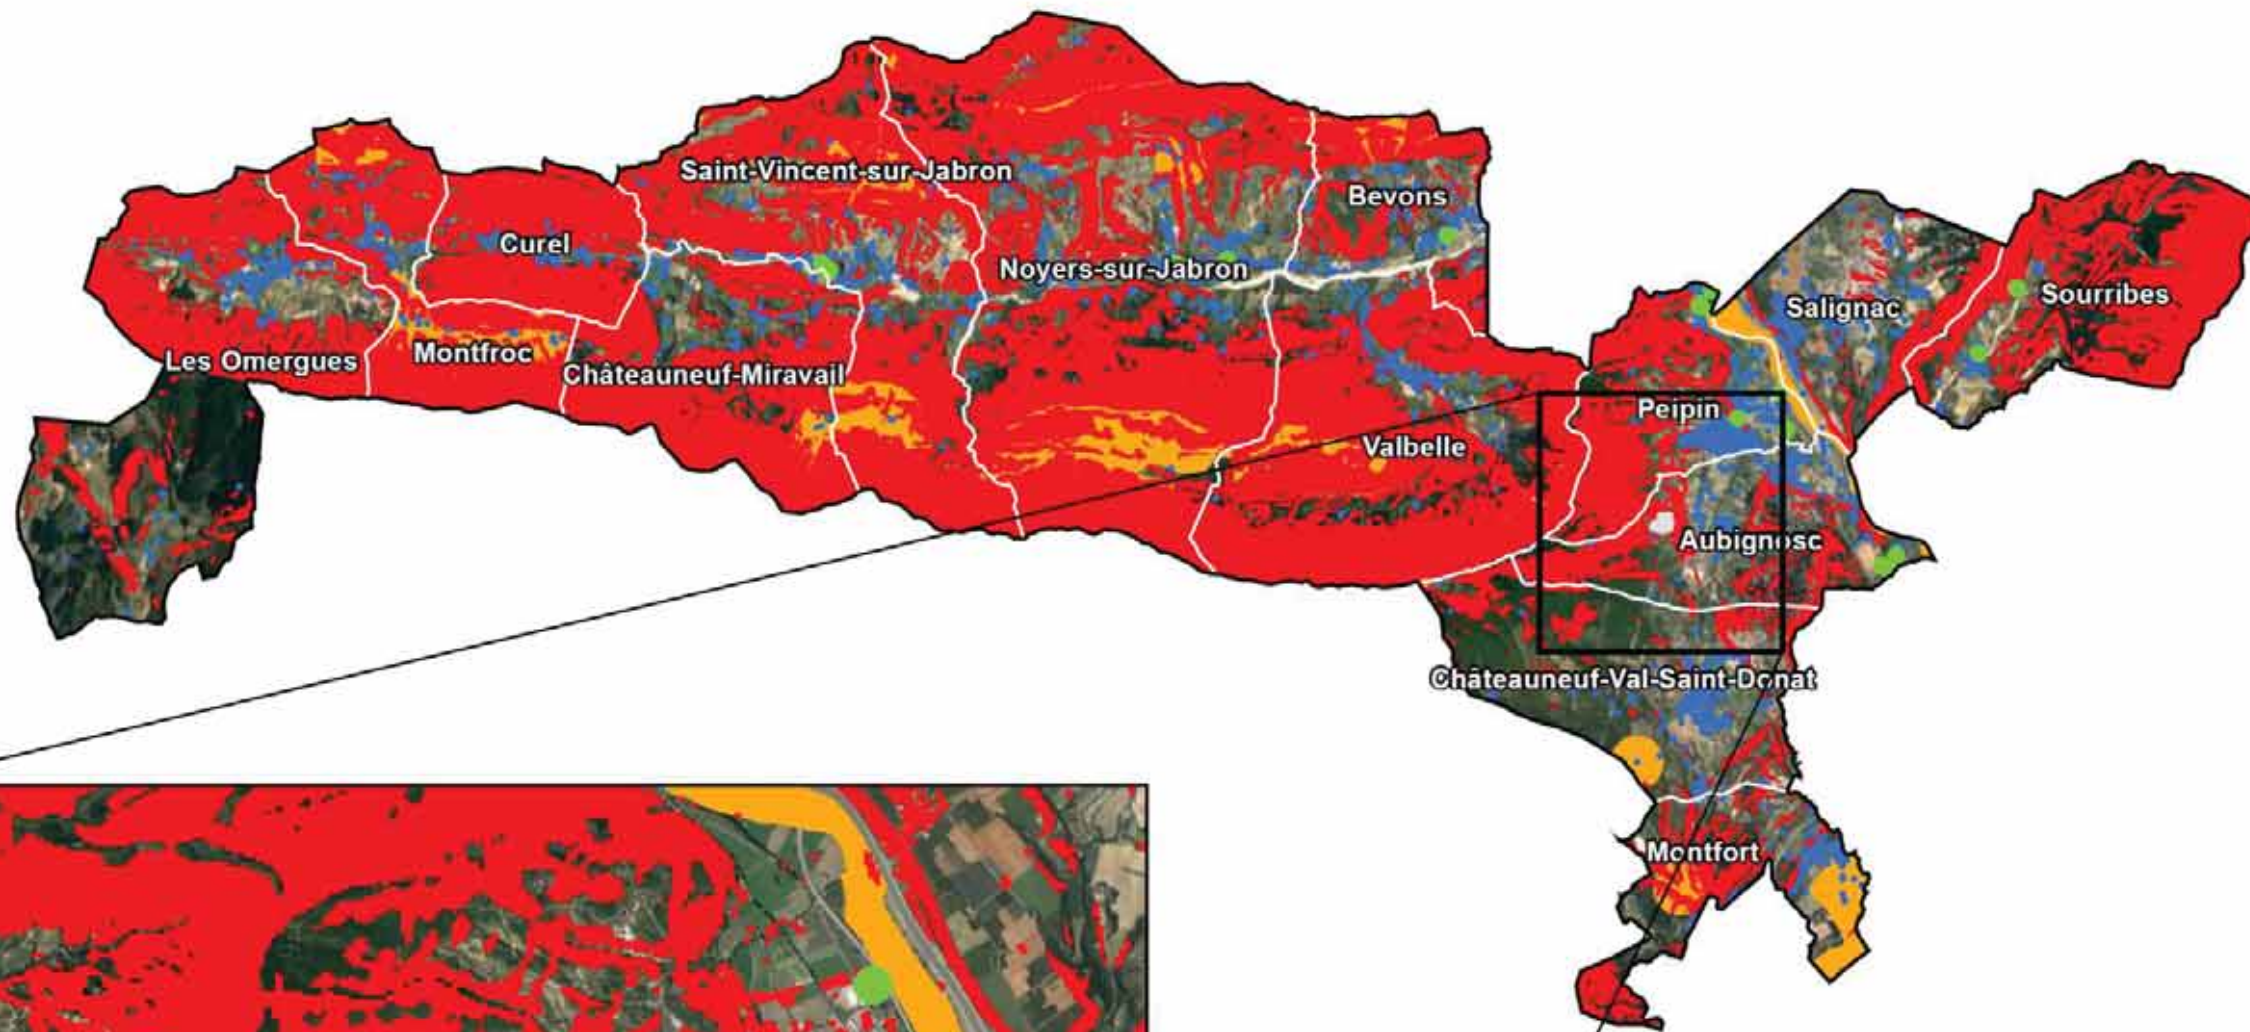 Saint-Vincent-sur-Jabron
Bevons
Curel
Noyers-sur-Jabron
Salignac
Sourribes
Les Omergues
Montfroc
Châteauneuf-Miravail
Peipin
Valbelle
Aubignosc
Châteauneuf-Val-Saint-Donat
Montfort